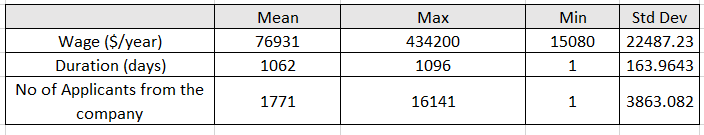 Mean Max Min Std Dev
Wage ($/year) 76931 434200 15080 22487.23
Duration (days) 1062 1096 1 163.9643
No of Applicants from the
company 1771 16141 1 3863.082